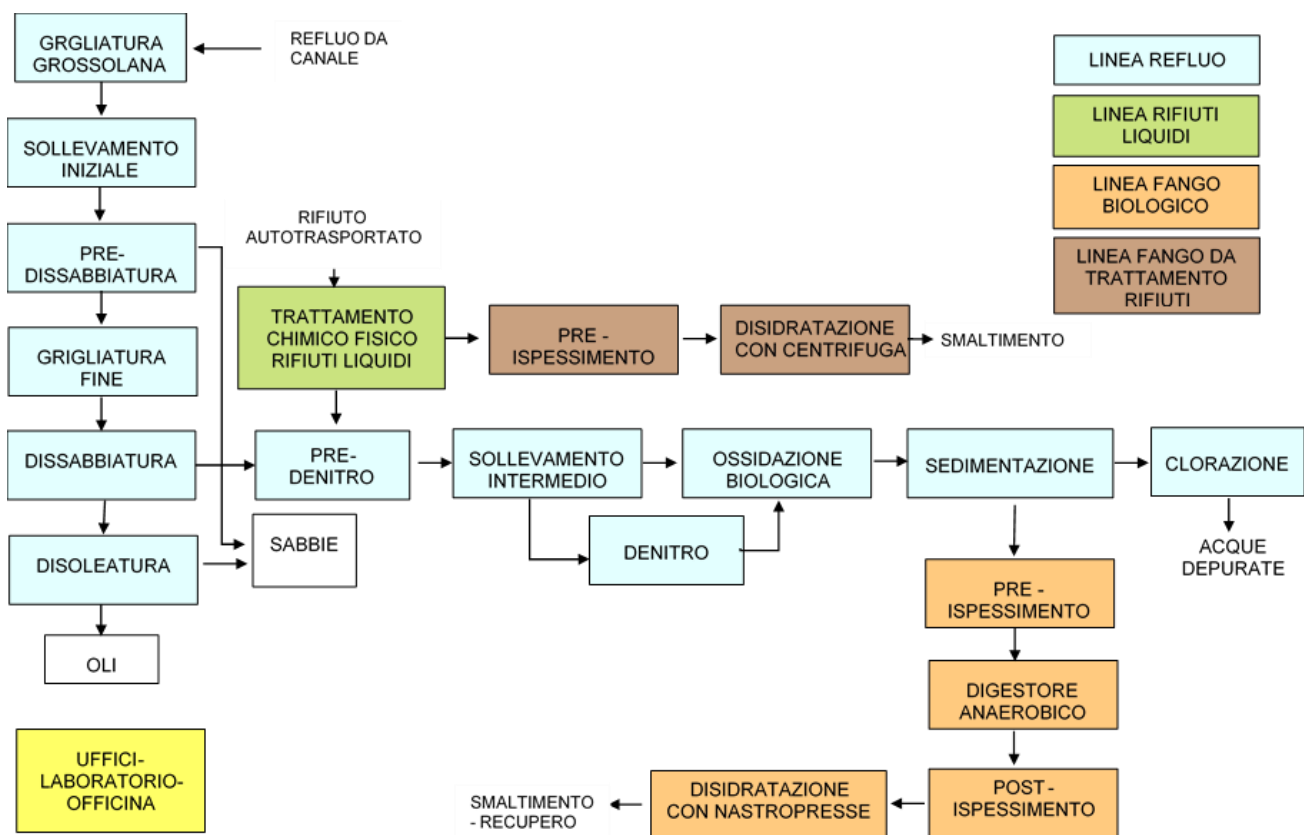 GRGLIATURA
GROSSOLANA
REFLUO DA
CANALE
SOLLEVAMENTO
INIZIALE
PRE-
DISSABBIATURA
GRIGLIATURA
FINE
DISSABBIATURA
DISOLEATURA
OLI
SABBIE
RIFIUTO
AUTOTRASPORTATO
TRATTAMENTO
CHIMICO FISICO
RIFIUTI LIQUIDI
PRE -
ISPESSIMENTO
DISIDRATAZIONE
CON CENTRIFUGA
SMALTIMENTO
PRE-
DENITRO
SOLLEVAMENTO
INTERMEDIO
DENITRO
OSSIDAZIONE
BIOLOGICA
SEDIMENTAZIONE
CLORAZIONE
ACQUE
DEPURATE
PRE -
ISPESSIMENTO
DIGESTORE
ANAEROBICO
POST -
ISPESSIMENTO
DISIDRATAZIONE
CON NASTROPRESSE
SMALTIMENTO
- RECUPERO
UFFICI-
LABORATORIO-
OFFICINA
LINEA REFLUO
LINEA RIFIUTI
LIQUIDI
LINEA FANGO
BIOLOGICO
LINEA FANGO DA
TRATTAMENTO
RIFIUTI